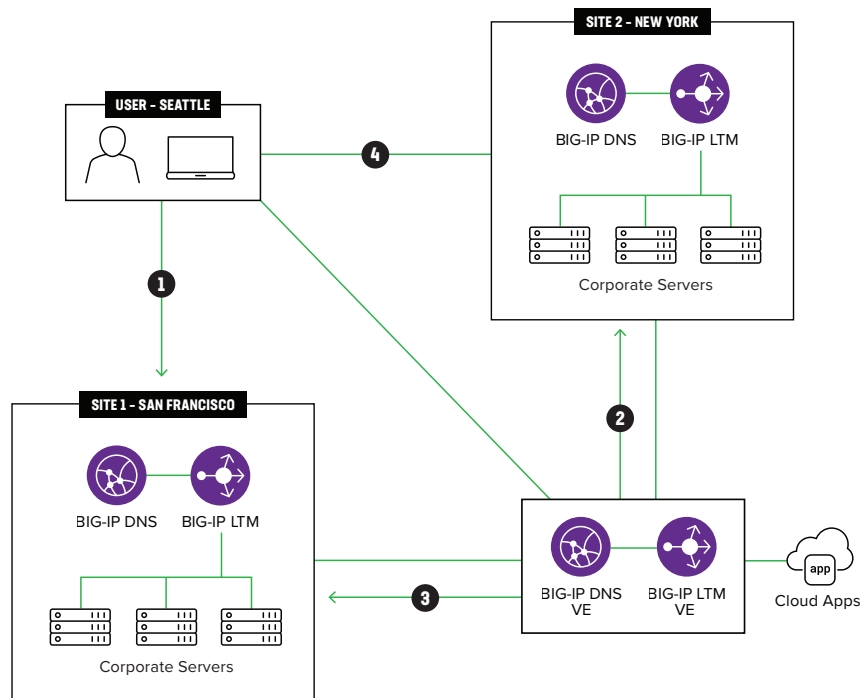 SITE 2 – NEW YORK
BIG-IP DNS
BIG-IP LTM
Corporate Servers
USER – SEATTLE
4
1
2
SITE 1 – SAN FRANCISCO
BIG-IP DNS
BIG-IP LTM
Corporate Servers
3
BIG-IP DNS
VE
BIG-IP LTM
VE
app
Cloud Apps